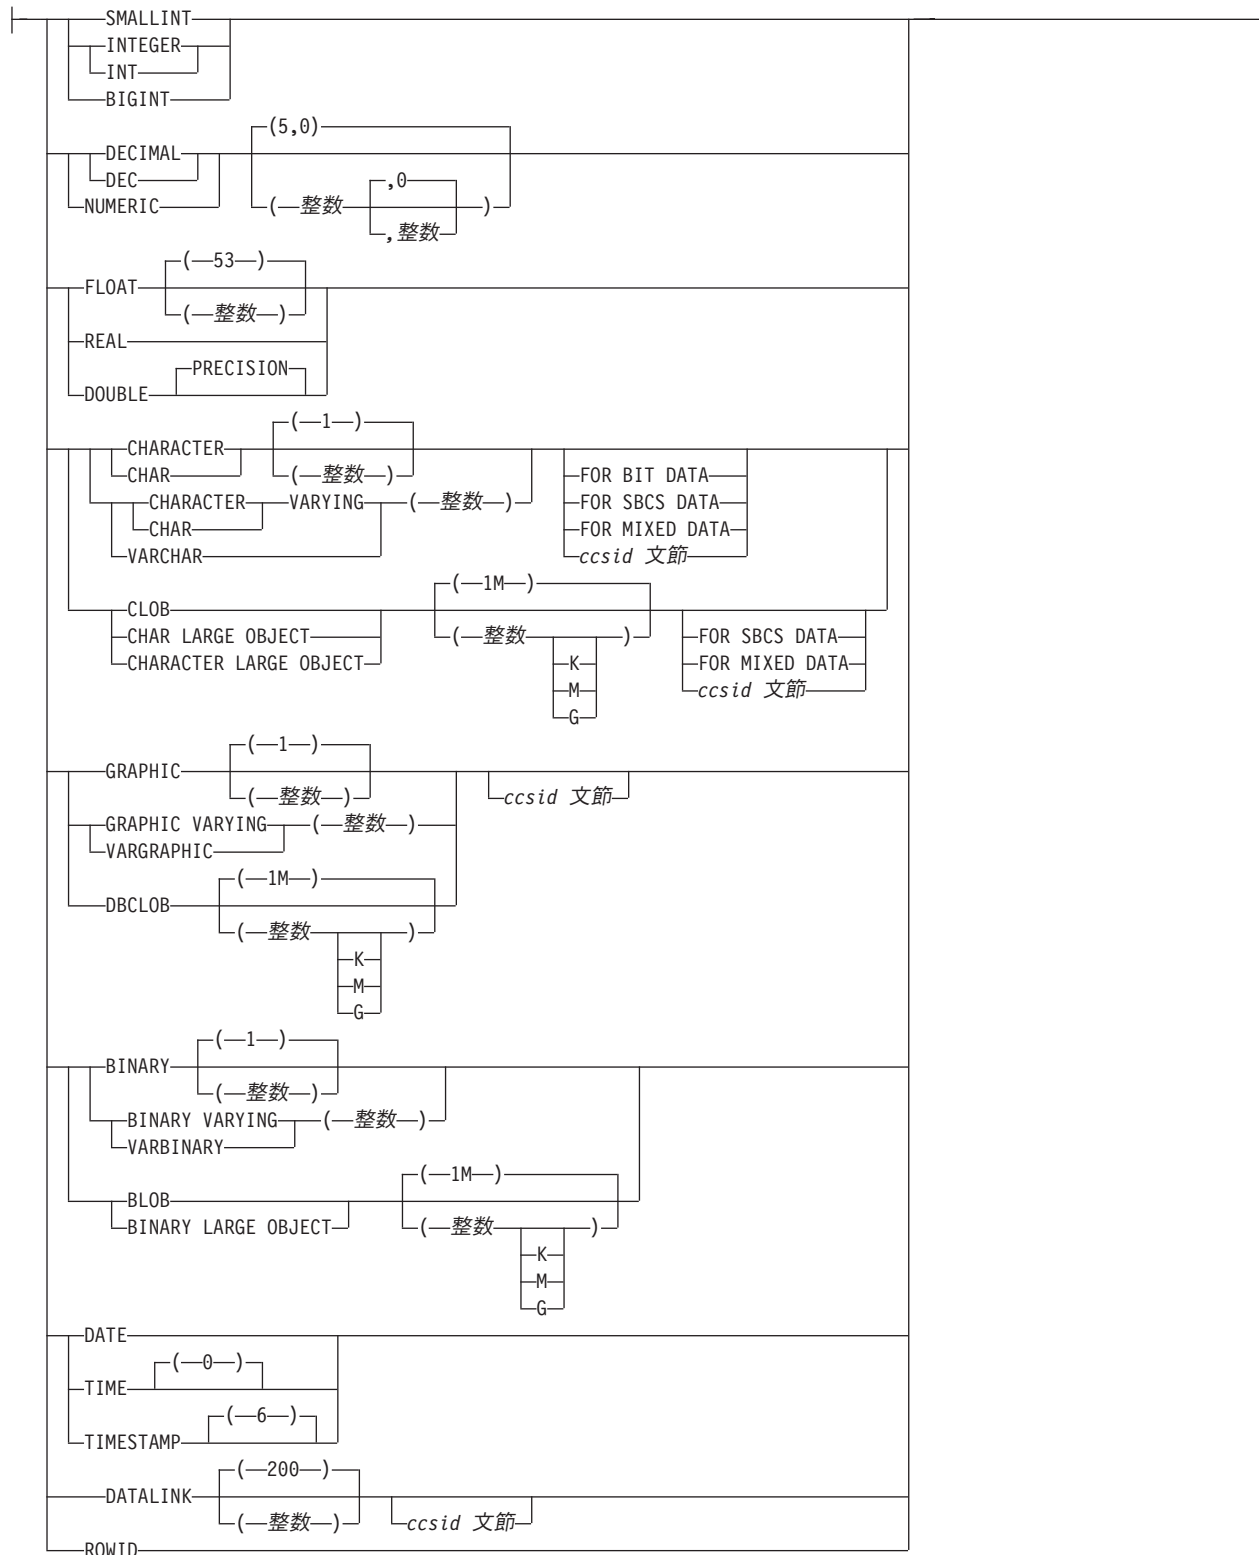 SMALLINT
INTEGER
INT
BIGINT
(5,0)
DECIMAL
DEC
NUMERIC
,0
( 整数 )
,整数
( 53 )
FLOAT
( 整数 )
REAL
PRECISION
DOUBLE
( 1 )
CHARACTER
CHAR ( 整数 ) FOR BIT DATA
CHARACTER VARYING ( 整数 ) FOR SBCS DATA
CHAR FOR MIXED DATA
VARCHAR ccsid 文節
( 1M )
CLOB
CHAR LARGE OBJECT ( 整数 ) FOR SBCS DATA
CHARACTER LARGE OBJECT K FOR MIXED DATA
M ccsid 文節
G
( 1 )
GRAPHIC
( 整数 ) ccsid 文節
GRAPHIC VARYING ( 整数 )
VARGRAPHIC
( 1M )
DBCLOB
( 整数 )
K
M
G
( 1 )
BINARY
( 整数 )
BINARY VARYING ( 整数 )
VARBINARY
( 1M )
BLOB
BINARY LARGE OBJECT ( 整数 )
K
M
G
DATE
( 0 )
TIME
( 6 )
TIMESTAMP
( 200 )
DATALINK
( 整数 ) ccsid 文節
ROWID